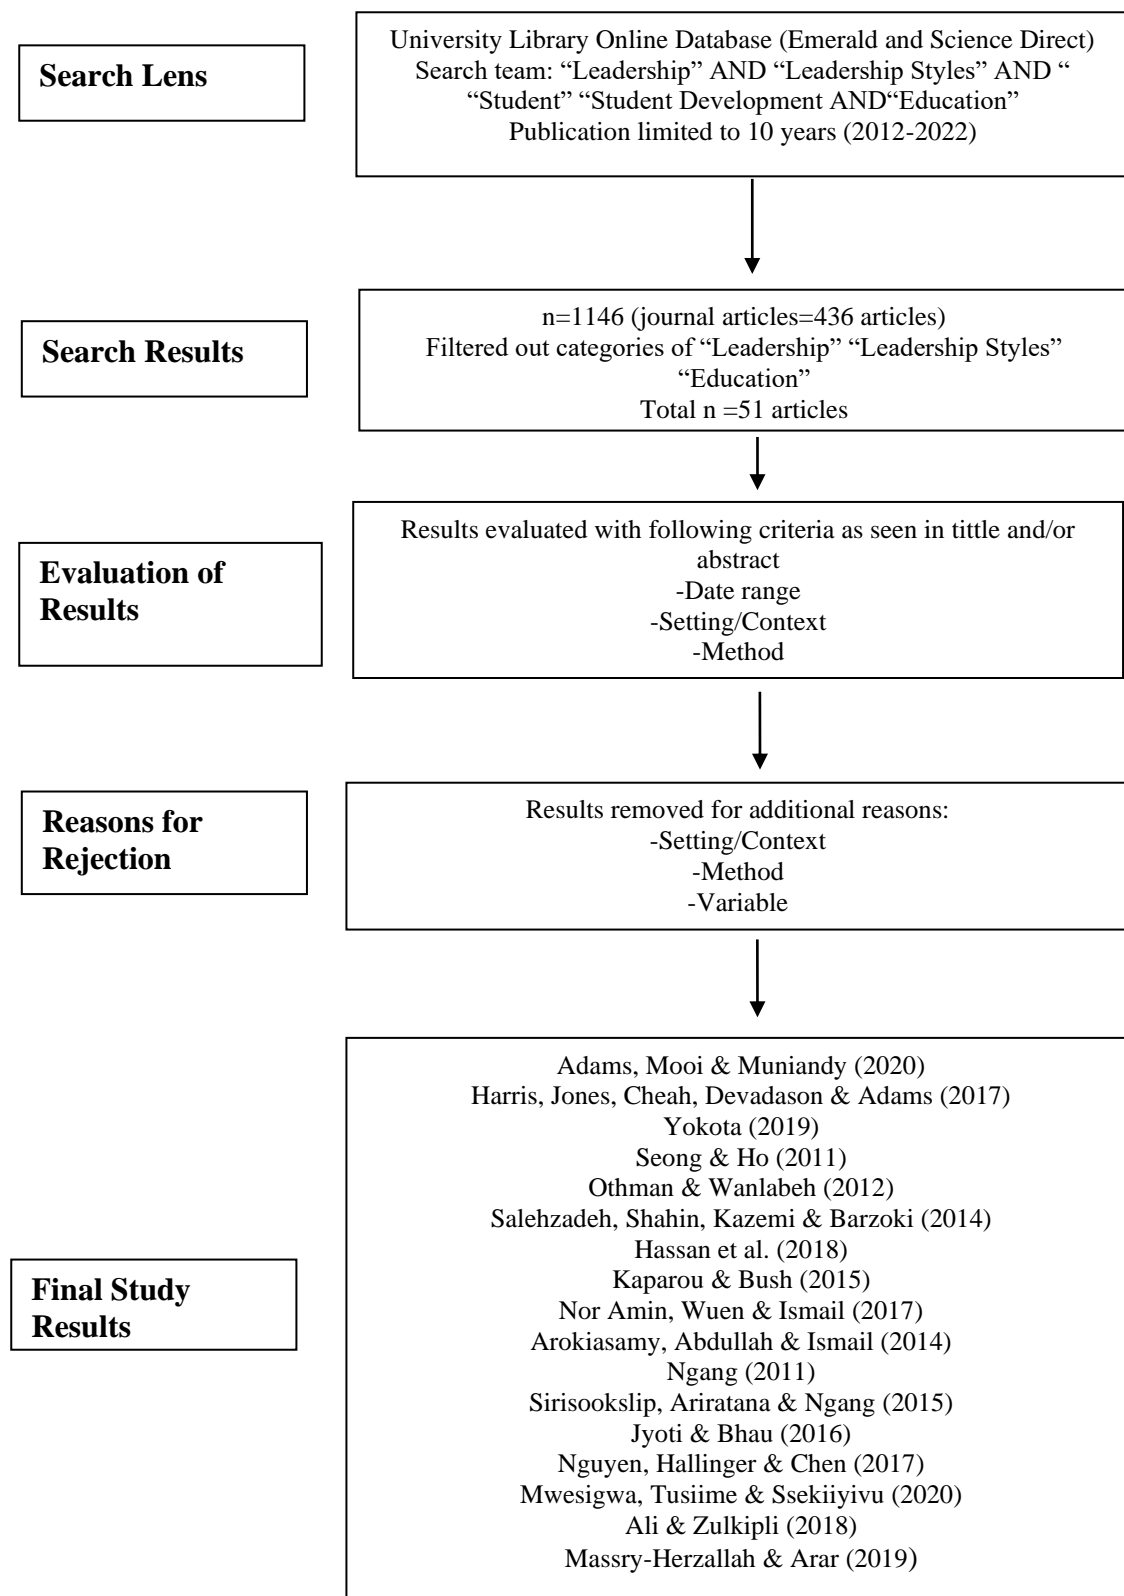 Search Lens
University Library Online Database (Emerald and Science Direct)
Search team: “Leadership” AND “Leadership Styles” AND “
“Student” “Student Development AND“Education”
Publication limited to 10 years (2012-2022)
Search Results
n=1146 (journal articles=436 articles)
Filtered out categories of “Leadership” “Leadership Styles”
“Education”
Total n =51 articles
Evaluation of
Results
Results evaluated with following criteria as seen in tittle and/or
abstract
-Date range
-Setting/Context
-Method
Reasons for
Rejection
Results removed for additional reasons:
-Setting/Context
-Method
-Variable
Final Study
Results
Adams, Mooi & Muniandy (2020)
Harris, Jones, Cheah, Devadason & Adams (2017)
Yokota (2019)
Seong & Ho (2011)
Othman & Wanlabeh (2012)
Salehzadeh, Shahin, Kazemi & Barzoki (2014)
Hassan et al. (2018)
Kaparou & Bush (2015)
Nor Amin, Wuen & Ismail (2017)
Arokiasamy, Abdullah & Ismail (2014)
Ngang (2011)
Sirisookslip, Ariratana & Ngang (2015)
Jyoti & Bhau (2016)
Nguyen, Hallinger & Chen (2017)
Mwesigwa, Tusiime & Ssekiiyivu (2020)
Ali & Zulkipli (2018)
Massry-Herzallah & Arar (2019)